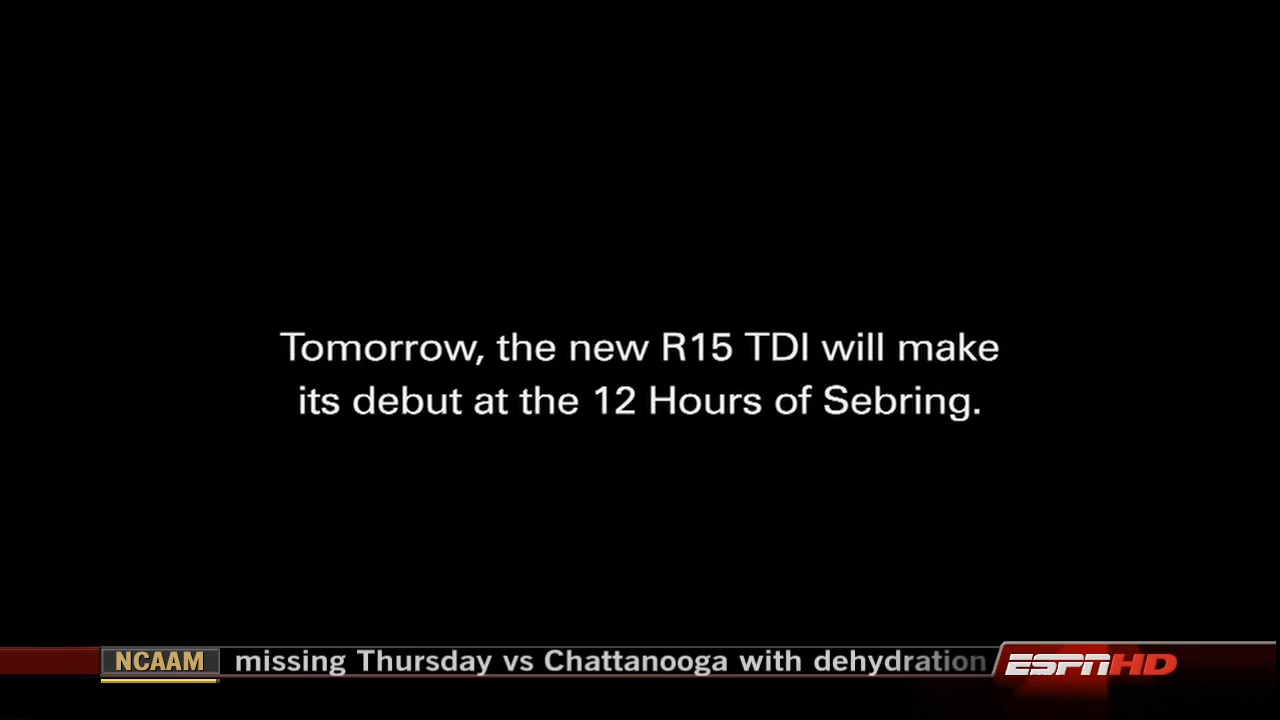 Tomorrow, the new R15 TDI will make
its debut at the 12 Hours of Sebring.
NCAAM missing Thursday vs Chattanooga with dehydration ESPNHD